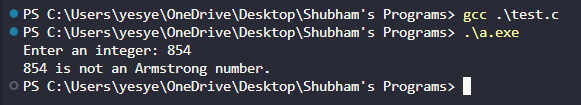 PS C:\Users\yesye\OneDrive\Desktop\Shubham's Programs> gcc .\test.c
PS C:\Users\yesye\OneDrive\Desktop\Shubham's Programs> .\a.exe
Enter an integer: 854
854 is not an Armstrong number.
PS C:\Users\yesye\OneDrive\Desktop\Shubham's Programs>